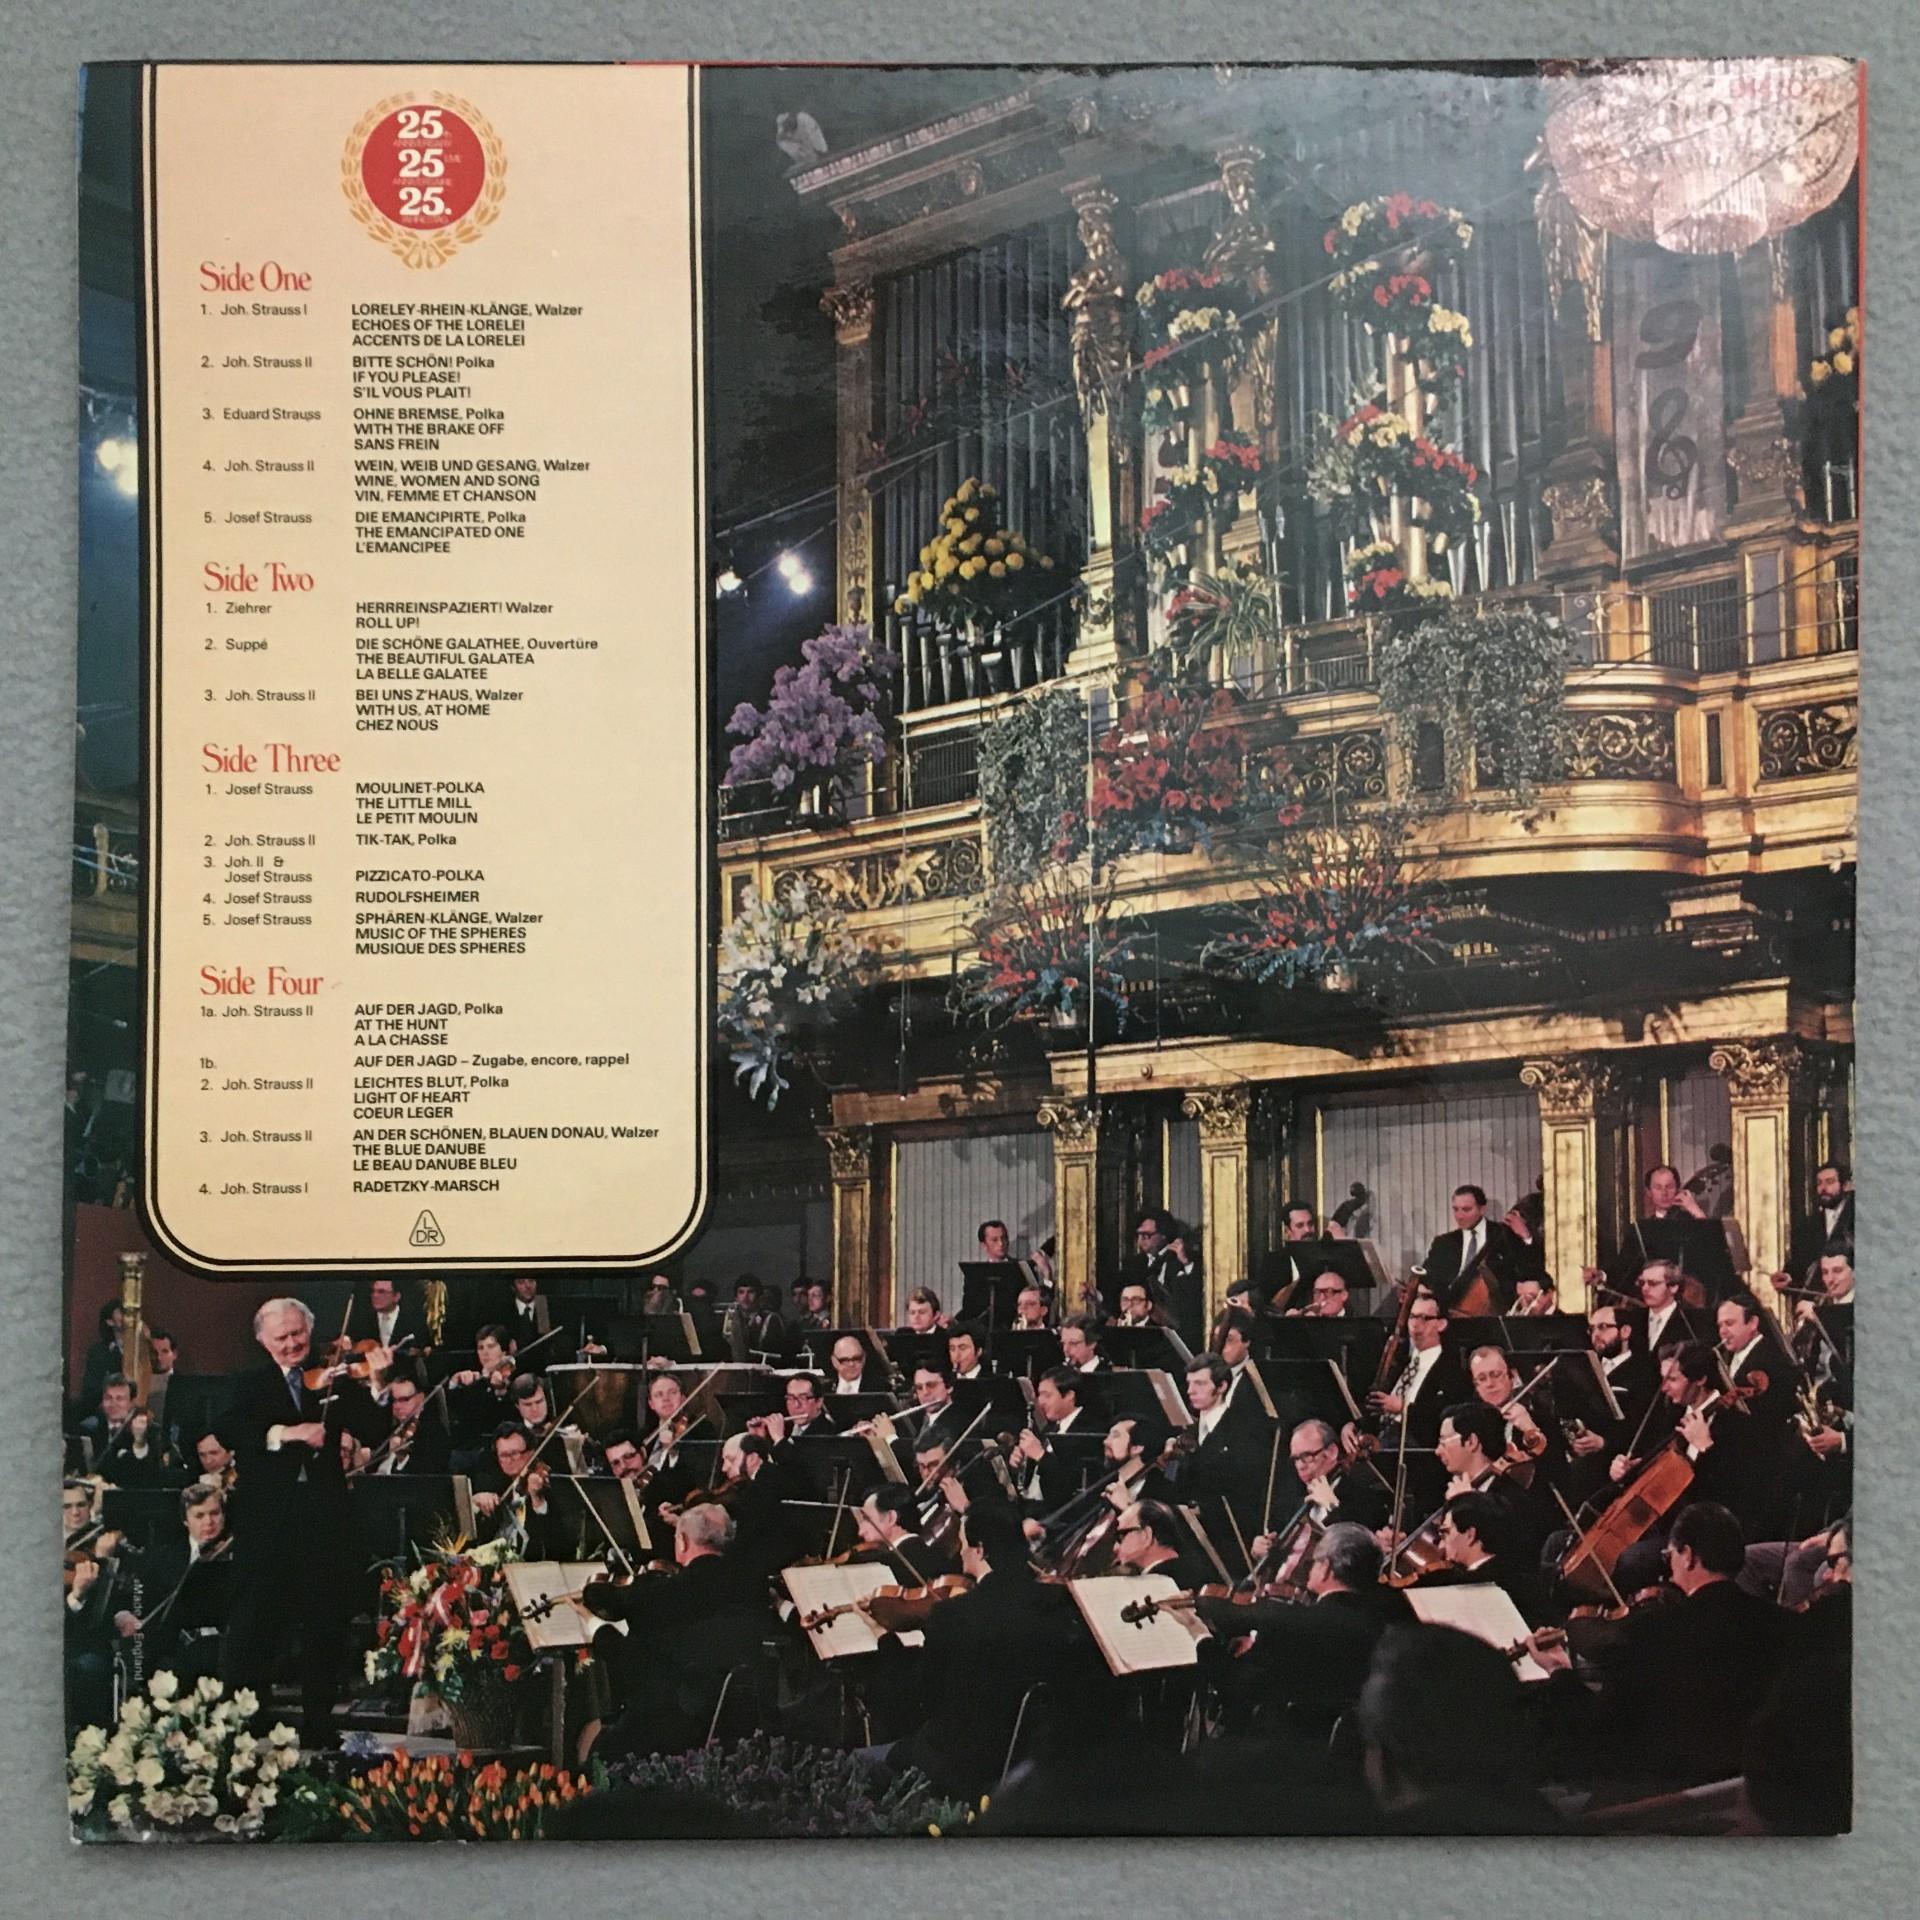 25th
ANNIVERSARY
25 EME
ANNIVERSAIRE
25.
JAHRESTAG
Side One
1. Joh. Strauss I LORELEY-RHEIN-KLÄNGE, Walzer
ECHOES OF THE LORELEI
ACCENTS DE LA LORELEI
2. Joh. Strauss II BITTE SCHÖN! Polka
IF YOU PLEASE!
S'IL VOUS PLAIT!
3. Eduard Strauss OHNE BREMSE, Polka
WITH THE BRAKE OFF
SANS FREIN
4. Joh. Strauss II WEIN, WEIB UND GESANG, Walzer
WINE, WOMEN AND SONG
VIN, FEMME ET CHANSON
5. Josef Strauss DIE EMANCIPIRTE, Polka
THE EMANCIPATED ONE
L'EMANCIPEE
Side Two
1. Ziehrer HERRREINSPAZIERT! Walzer
ROLL UP!
2. Suppé DIE SCHÖNE GALATHEE, Ouvertüre
THE BEAUTIFUL GALATEA
LA BELLE GALATEE
3. Joh. Strauss II BEI UNS Z'HAUS, Walzer
WITH US, AT HOME
CHEZ NOUS
Side Three
1. Josef Strauss MOULINET-POLKA
THE LITTLE MILL
LE PETIT MOULIN
2. Joh. Strauss II TIK-TAK, Polka
3. Joh. II &
Josef Strauss PIZZICATO-POLKA
4. Josef Strauss RUDOLFSHEIMER
5. Josef Strauss SPHÄREN-KLÄNGE, Walzer
MUSIC OF THE SPHERES
MUSIQUE DES SPHERES
Side Four
1a. Joh. Strauss II AUF DER JAGD, Polka
AT THE HUNT
A LA CHASSE
1b. AUF DER JAGD – Zugabe, encore, rappel
2. Joh. Strauss II LEICHTES BLUT, Polka
LIGHT OF HEART
COEUR LEGER
3. Joh. Strauss II AN DER SCHÖNEN, BLAUEN DONAU, Walzer
THE BLUE DANUBE
LE BEAU DANUBE BLEU
4. Joh. Strauss I RADETZKY-MARSCH
L
DR
Made in England